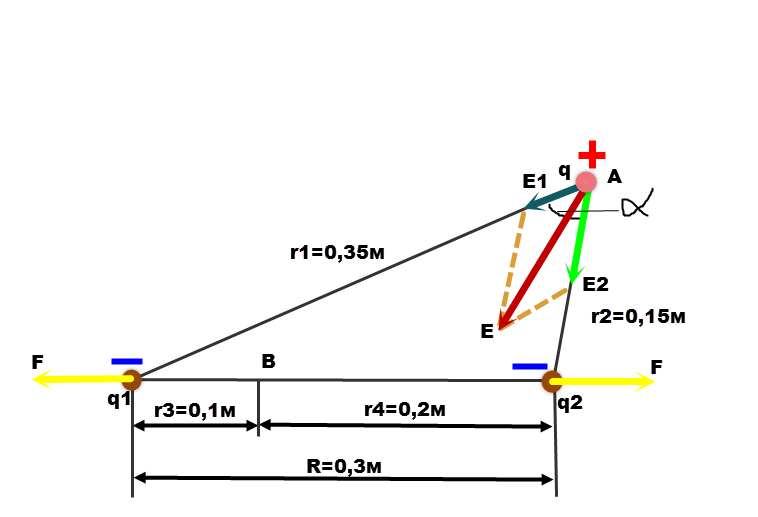 +
q A
E1
α
r1=0,35м
E2
E
r2=0,15м
F
B
F
q1
q2
r3=0,1м
r4=0,2м
R=0,3м